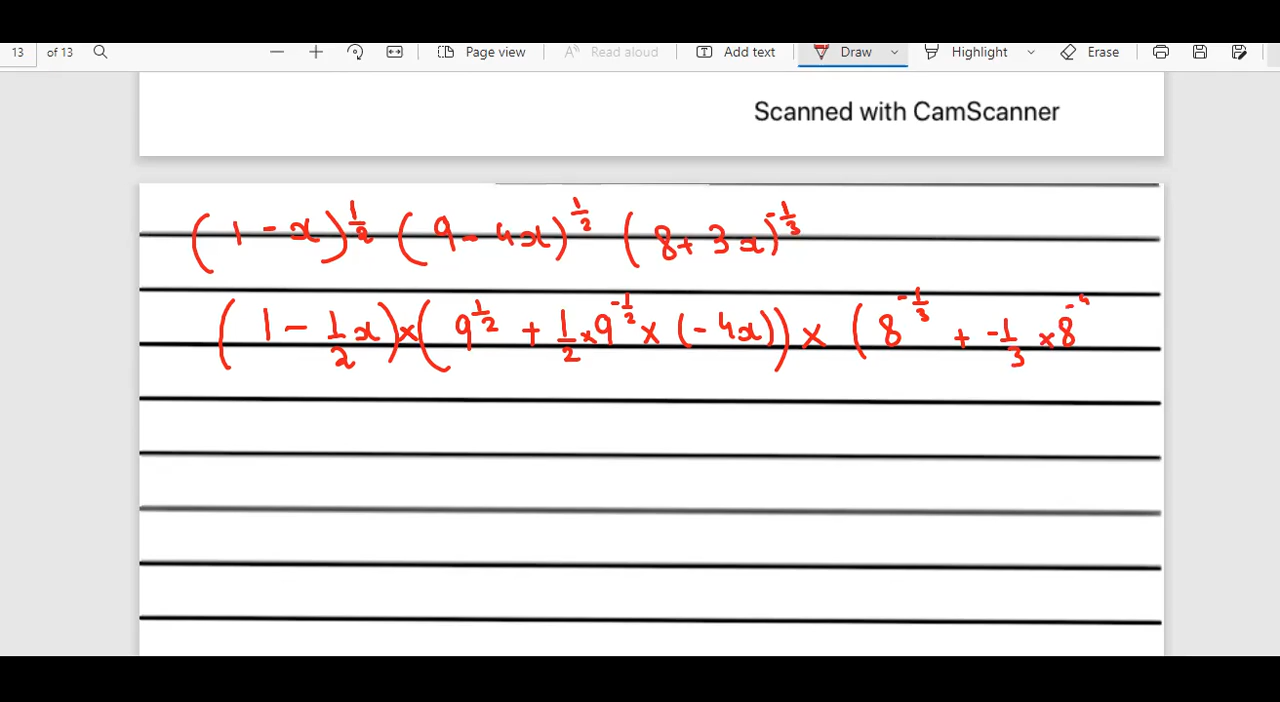 13 of 13 Page view Read aloud Add text Draw Highlight Erase
Scanned with CamScanner
(1 - x)^{1/2} (9 - 4x)^{1/2} (8 + 3x)^{-1/3}
(1 - 1/2 x) × (9^{1/2} + 1/2 × 9^{-1/2} × (-4x)) × (8^{-1/3} + -1/3 × 8^{-4